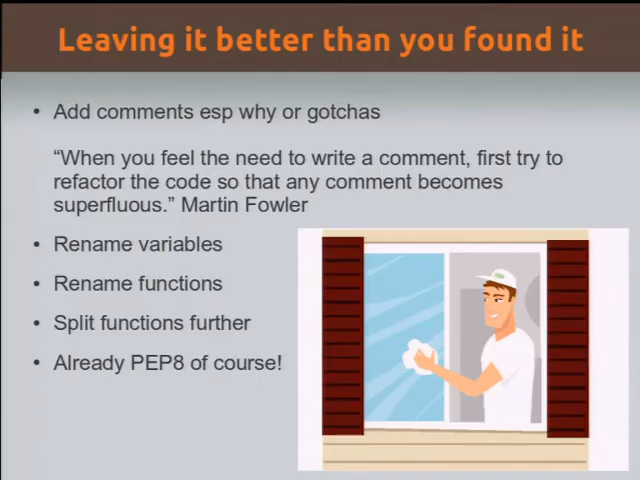 Leaving it better than you found it
• Add comments esp why or gotchas
“When you feel the need to write a comment, first try to
refactor the code so that any comment becomes
superfluous.” Martin Fowler
• Rename variables
• Rename functions
• Split functions further
• Already PEP8 of course!